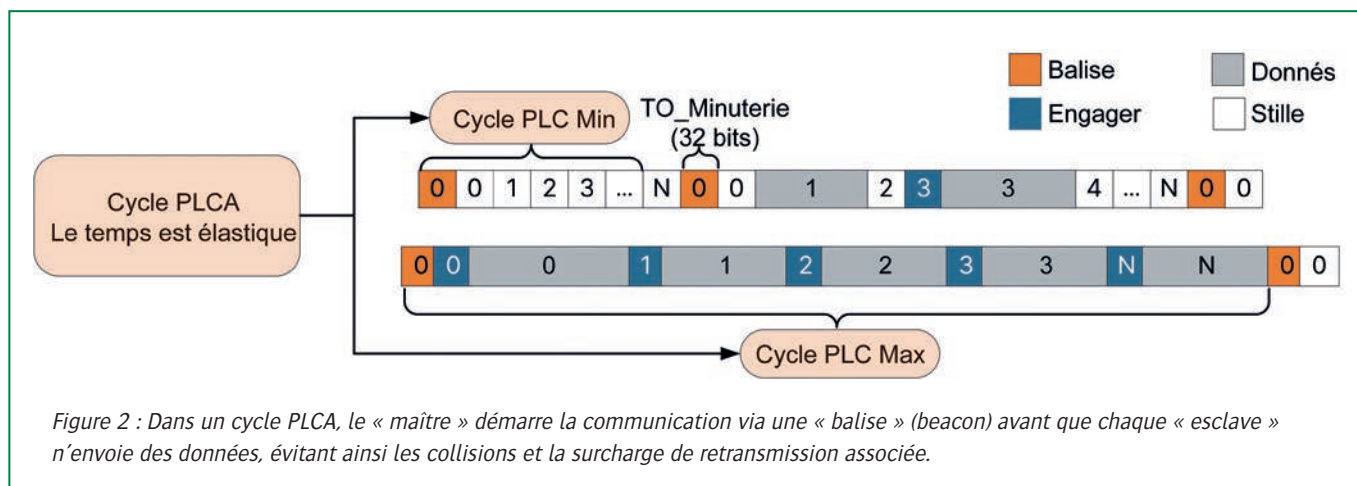 Balise
Donnés
Engager
Stille
Cycle PLC Min
TO_Minuterie
(32 bits)
Cycle PLCA
Le temps est élastique
0 0 1 2 3 ... N 0 0 1 2 3 3 4 ... N 0 0
0 0 0 1 1 2 2 3 3 N N 0 0
Cycle PLC Max
Figure 2 : Dans un cycle PLCA, le « maître » démarre la communication via une « balise » (beacon) avant que chaque « esclave »
n’envoie des données, évitant ainsi les collisions et la surcharge de retransmission associée.